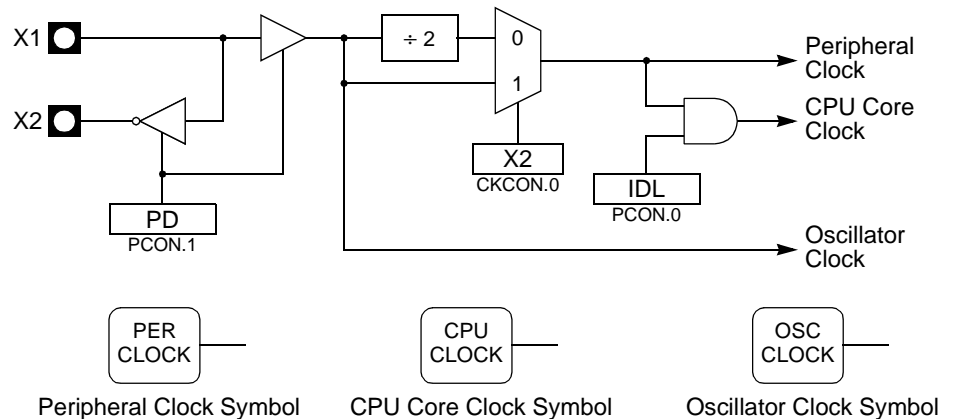 X1
÷ 2
0
1
Peripheral
Clock
X2
CPU Core
Clock
X2
CKCON.0
IDL
PCON.0
PD
PCON.1
Oscillator
Clock
PER
CLOCK
CPU
CLOCK
OSC
CLOCK
Peripheral Clock Symbol
CPU Core Clock Symbol
Oscillator Clock Symbol